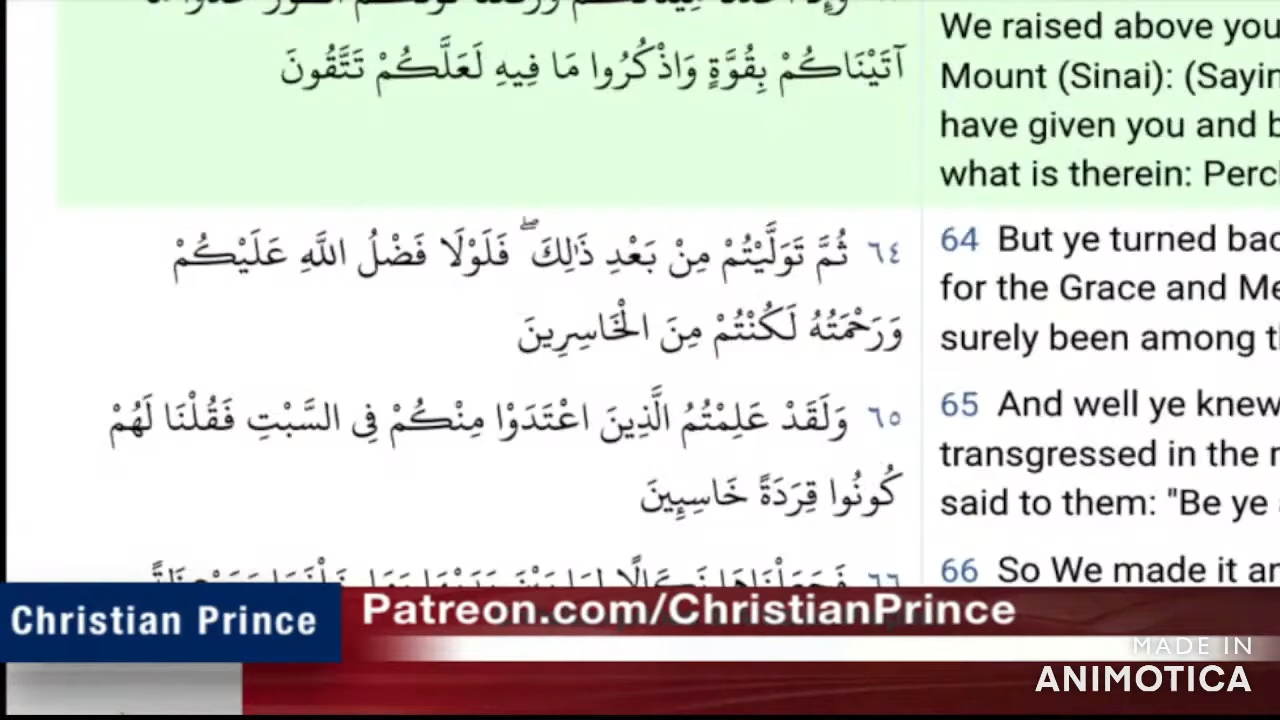 آتَيْنَاكُمْ بِقُوَّةٍ وَاذْكُرُوا مَا فِيهِ لَعَلَّكُمْ تَتَّقُونَ
٦٤ ثُمَّ تَوَلَّيْتُمْ مِنْ بَعْدِ ذَٰلِكَ ۖ فَلَوْلَا فَضْلُ اللَّهِ عَلَيْكُمْ
وَرَحْمَتُهُ لَكُنْتُمْ مِنَ الْخَاسِرِينَ
٦٥ وَلَقَدْ عَلِمْتُمُ الَّذِينَ اعْتَدَوْا مِنْكُمْ فِي السَّبْتِ فَقُلْنَا لَهُمْ
كُونُوا قِرَدَةً خَاسِئِينَ
We raised above you
Mount (Sinai): (Sayin
have given you and b
what is therein: Perc
64 But ye turned bac
for the Grace and Me
surely been among t
65 And well ye knew
transgressed in the
said to them: "Be ye
66 So We made it an
Christian Prince
Patreon.com/ChristianPrince
MADE IN
ANIMOTICA